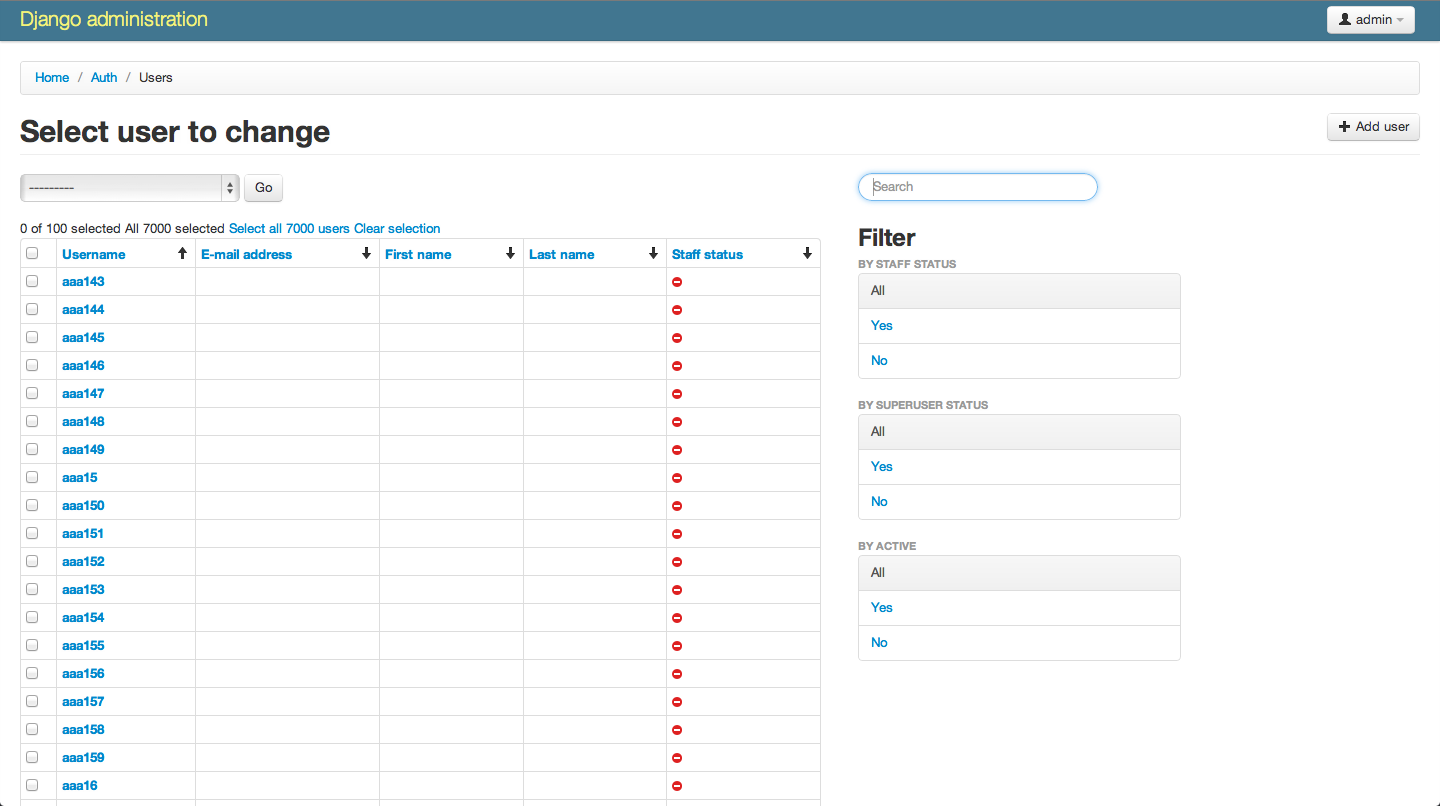 Django administration
admin
Home / Auth / Users
Select user to change
Add user
---------
Go
Search
0 of 100 selected All 7000 selected Select all 7000 users Clear selection
Username E-mail address First name Last name Staff status
aaa143
aaa144
aaa145
aaa146
aaa147
aaa148
aaa149
aaa15
aaa150
aaa151
aaa152
aaa153
aaa154
aaa155
aaa156
aaa157
aaa158
aaa159
aaa16
Filter
BY STAFF STATUS
All
Yes
No
BY SUPERUSER STATUS
All
Yes
No
BY ACTIVE
All
Yes
No